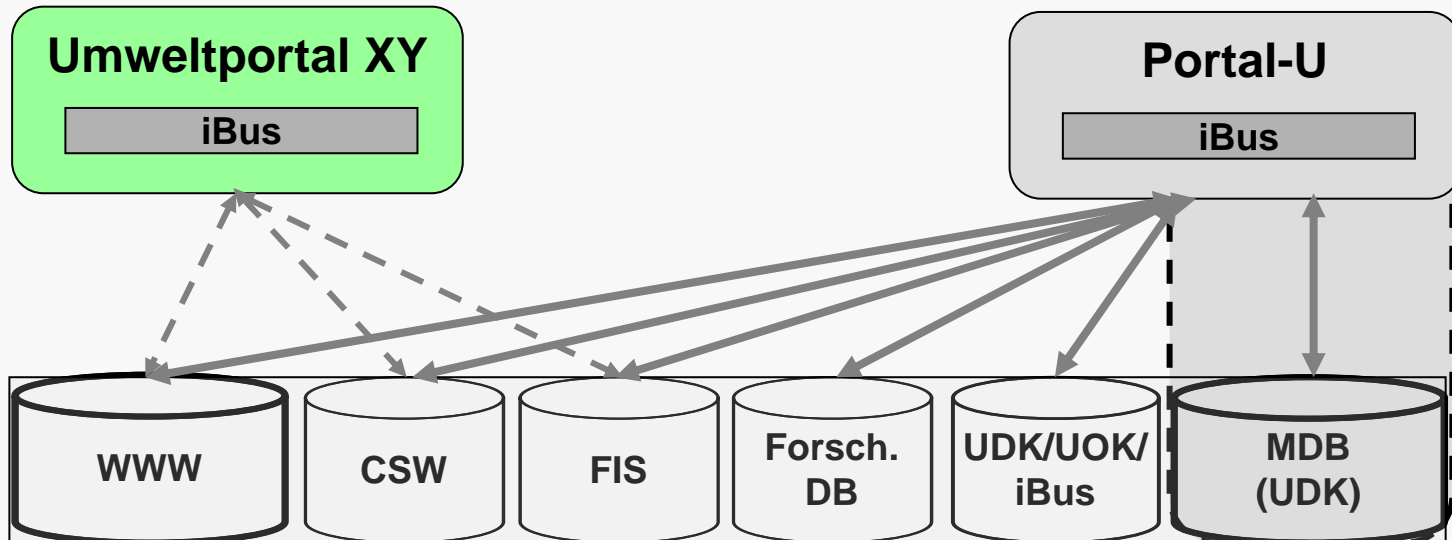 Umweltportal XY
iBus
Portal-U
iBus
WWW
CSW
FIS
Forsch.
DB
UDK/UOK/
iBus
MDB
(UDK)